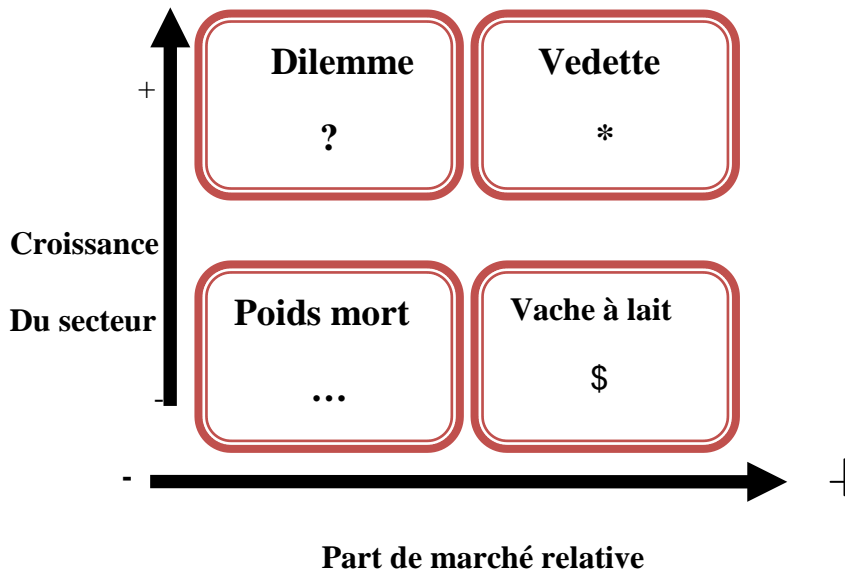 Dilemme
Vedette
+
?
*
Croissance
Du secteur
Poids mort
Vache à lait
...
$
-
-
+
Part de marché relative